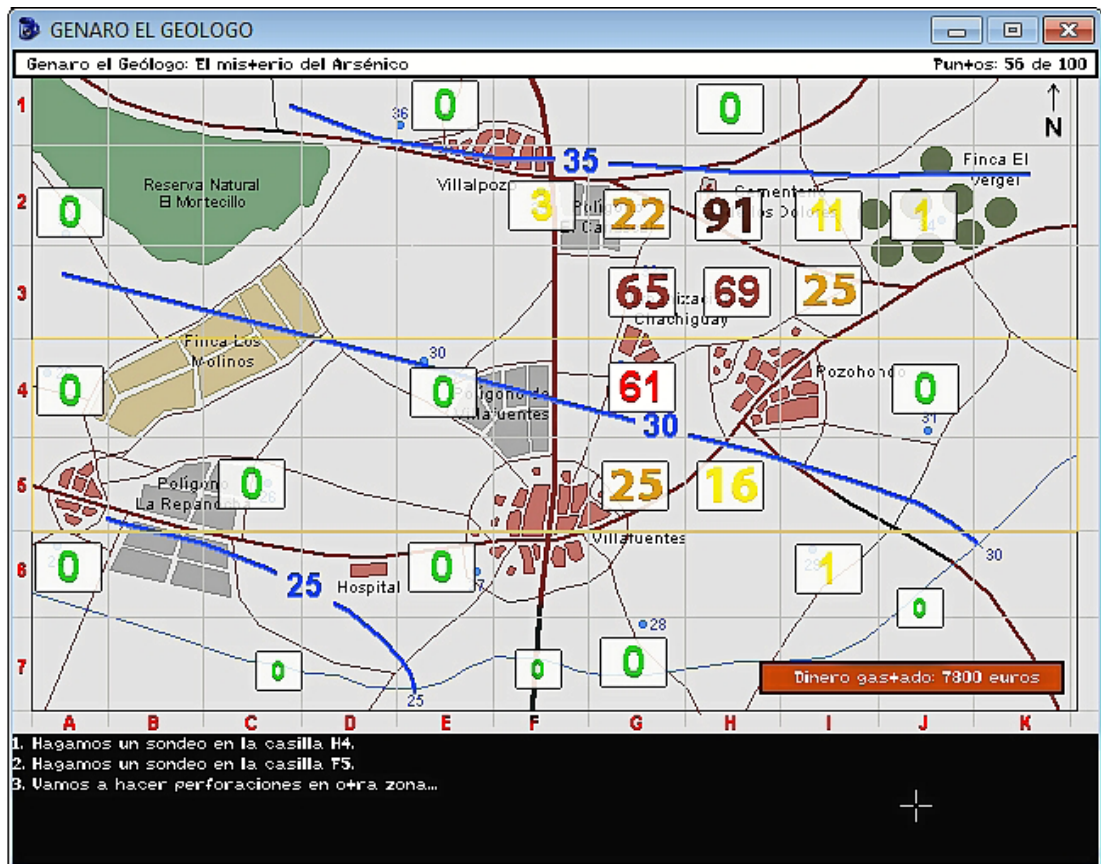 GENARO EL GEOLOGO
Genaro el Geólogo: El misterio del Arsénico
Puntos: 56 de 100
1
0
0
N
36
35
Finca El
Vergel
Reserva Natural
El Mortecillo
Villalpozo
2
0
3
22
91
11
1
3
65
69
25
Chachiguay
Finca Los
Molinos
30
Pozohondo
4
0
0
61
0
Polígono de
Villafuentes
30
31
5
0
25
16
Polígono
La Repanocha
26
Villafuentes
30
6
0
0
1
25
Hospital
0
28
7
0
0
0
25
Dinero gastado: 7800 euros
A B C D E F G H I J K
1. Hagamos un sondeo en la casilla H4.
2. Hagamos un sondeo en la casilla F5.
3. Vamos a hacer perforaciones en otra zona...